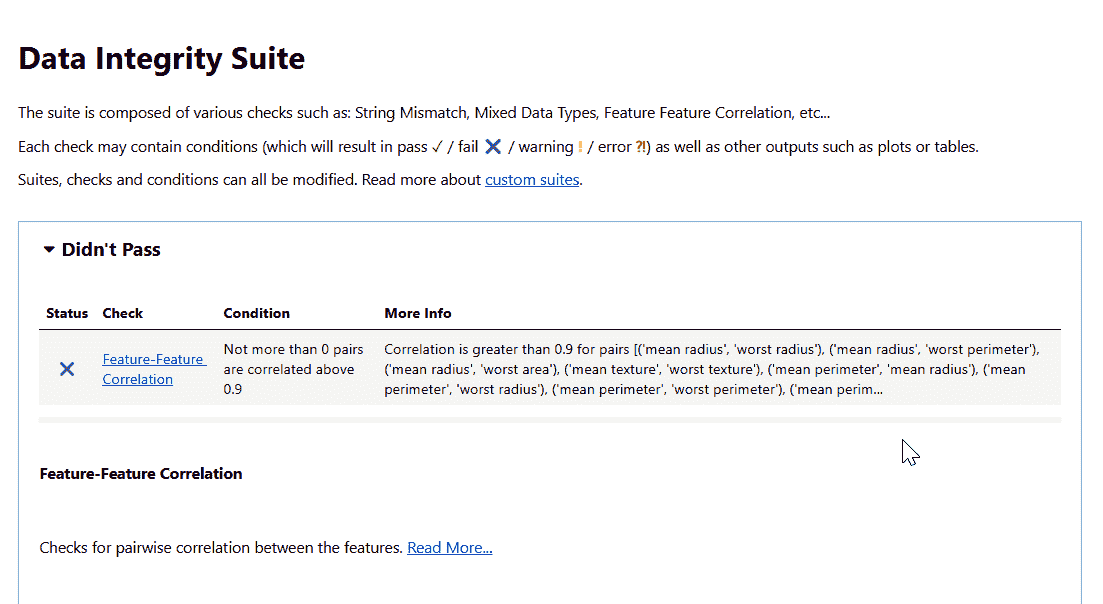 Data Integrity Suite
The suite is composed of various checks such as: String Mismatch, Mixed Data Types, Feature Feature Correlation, etc...
Each check may contain conditions (which will result in pass ✓ / fail ✖ / warning ! / error ⁈) as well as other outputs such as plots or tables.
Suites, checks and conditions can all be modified. Read more about custom suites.
Didn't Pass
Status Check Condition More Info
✖ Feature-Feature Correlation
Not more than 0 pairs are correlated above 0.9
Correlation is greater than 0.9 for pairs [('mean radius', 'worst radius'), ('mean radius', 'worst perimeter'),
('mean radius', 'worst area'), ('mean texture', 'worst texture'), ('mean perimeter', 'mean radius'), ('mean
perimeter', 'worst radius'), ('mean perimeter', 'worst perimeter'), ('mean perim...
Feature-Feature Correlation
Checks for pairwise correlation between the features. Read More...